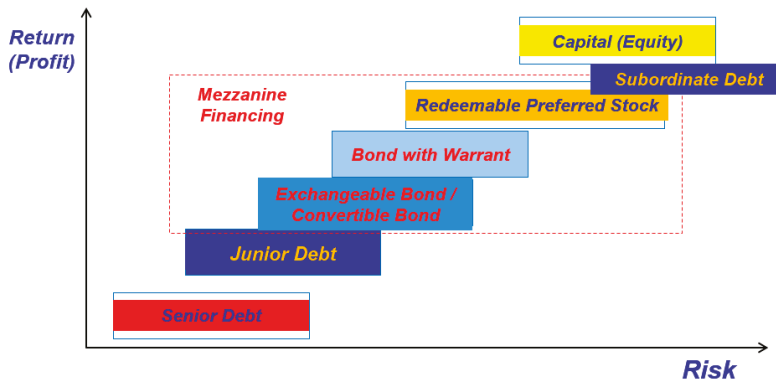 Return
(Profit)
Capital (Equity)
Subordinate Debt
Mezzanine
Financing
Redeemable Preferred Stock
Bond with Warrant
Exchangeable Bond /
Convertible Bond
Junior Debt
Senior Debt
Risk